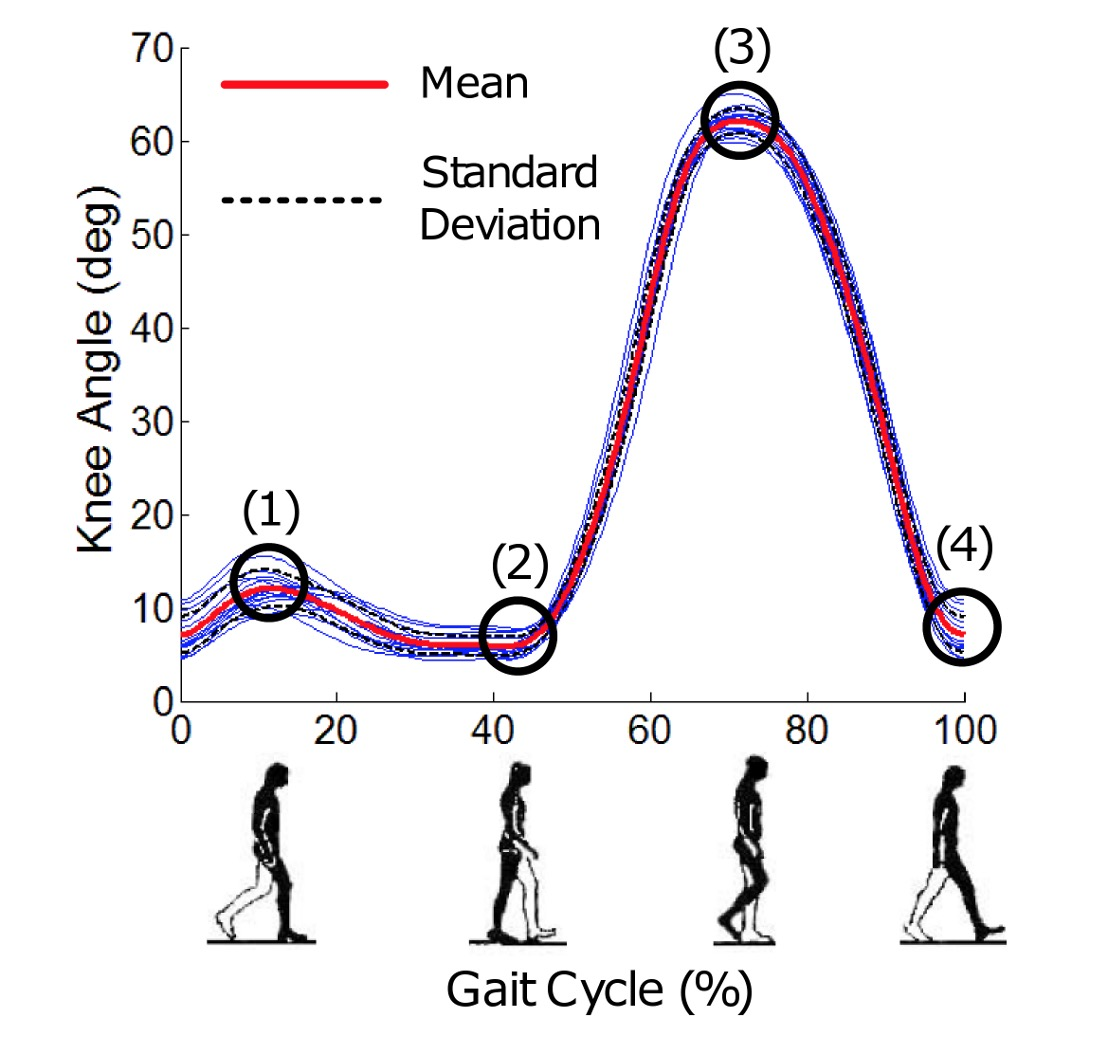 70
60
50
40
30
20
10
0
Knee Angle (deg)
Mean
Standard
Deviation
(1)
(2)
(3)
(4)
0 20 40 60 80 100
Gait Cycle (%)